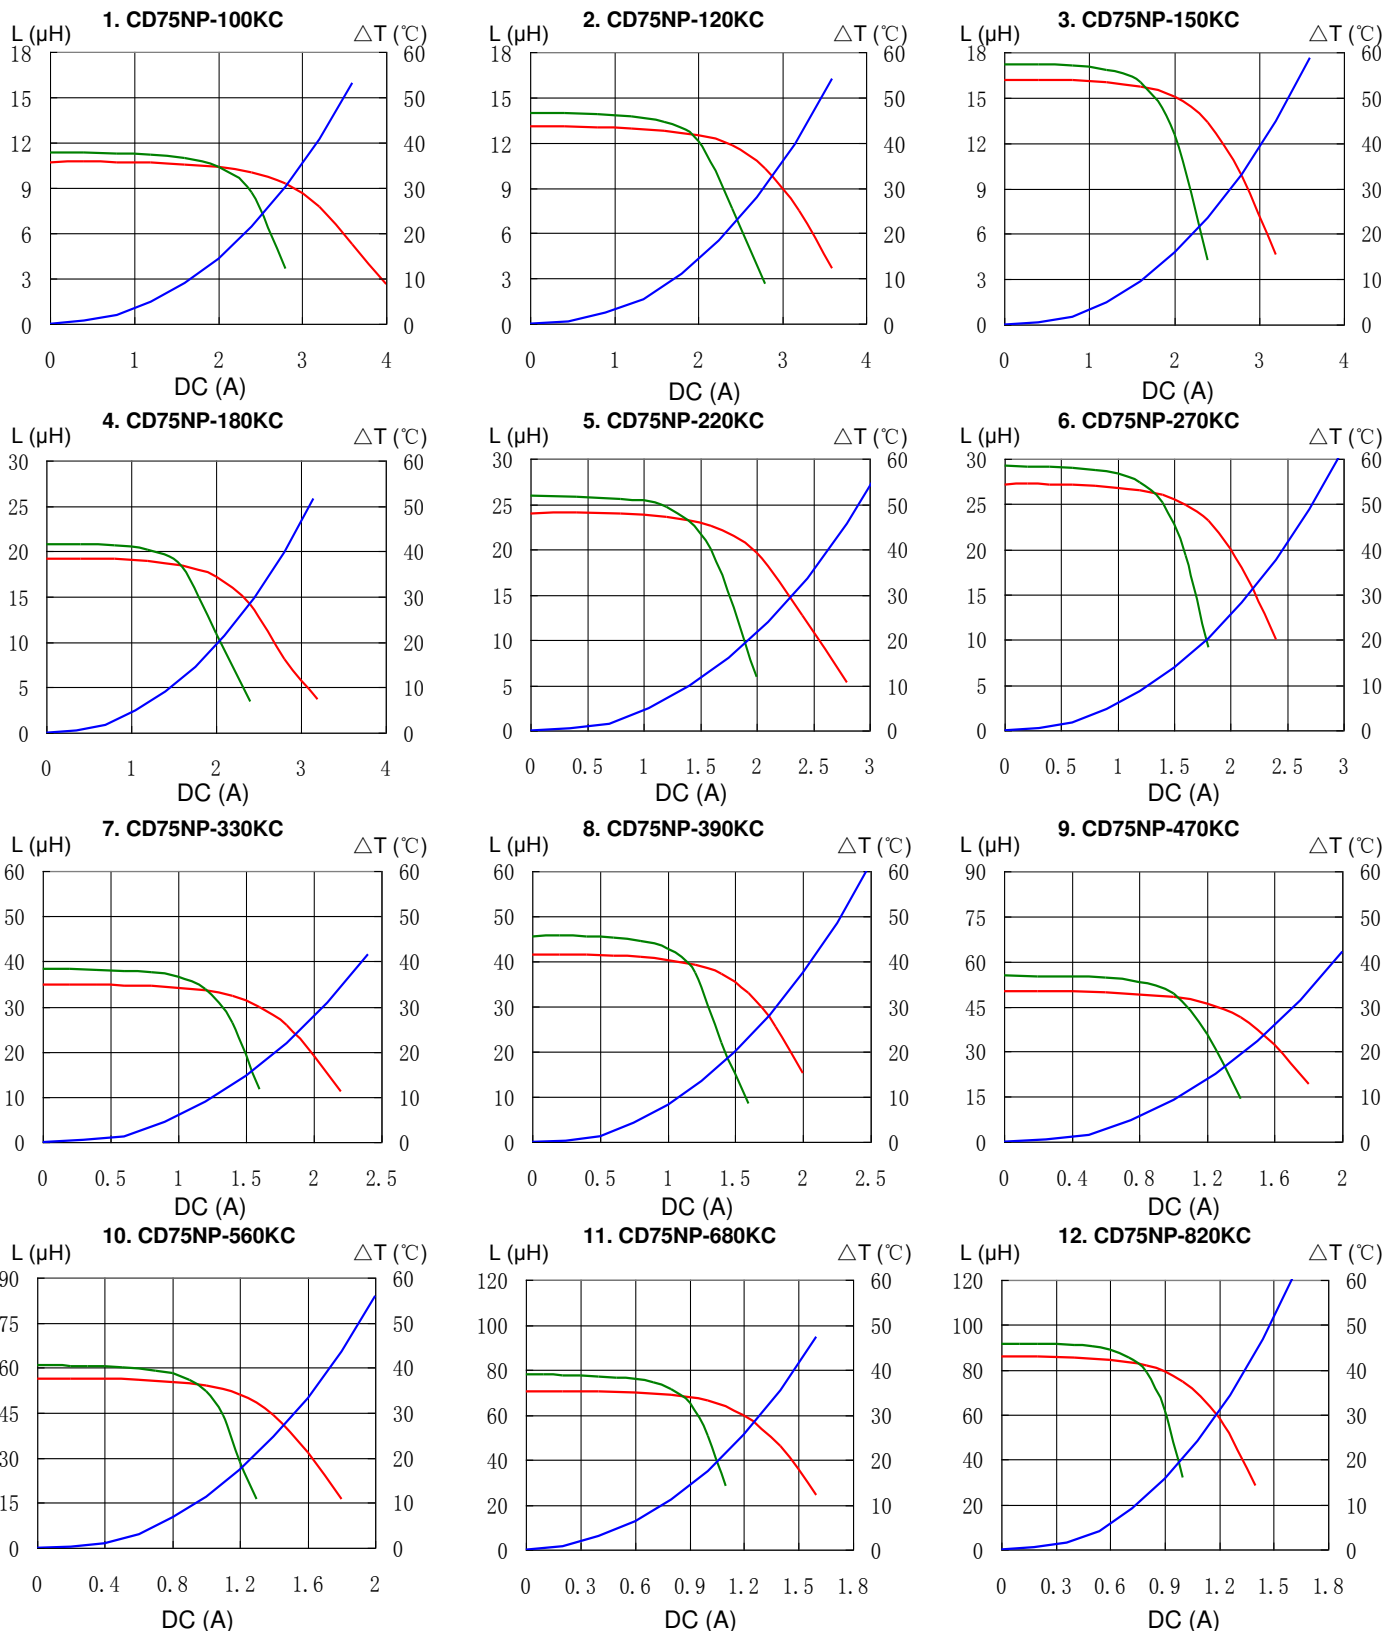 1. CD75NP-100KC
L (µH) △T (℃)
18 60
15 50
12 40
9 30
6 20
3 10
0 0
0 1 2 3 4
DC (A)
2. CD75NP-120KC
L (µH) △T (℃)
18 60
15 50
12 40
9 30
6 20
3 10
0 0
0 1 2 3 4
DC (A)
3. CD75NP-150KC
L (µH) △T (℃)
18 60
15 50
12 40
9 30
6 20
3 10
0 0
0 1 2 3 4
DC (A)
4. CD75NP-180KC
L (µH) △T (℃)
30 60
25 50
20 40
15 30
10 20
5 10
0 0
0 1 2 3 4
DC (A)
5. CD75NP-220KC
L (µH) △T (℃)
30 60
25 50
20 40
15 30
10 20
5 10
0 0
0 0.5 1 1.5 2 2.5 3
DC (A)
6. CD75NP-270KC
L (µH) △T (℃)
30 60
25 50
20 40
15 30
10 20
5 10
0 0
0 0.5 1 1.5 2 2.5 3
DC (A)
7. CD75NP-330KC
L (µH) △T (℃)
60 60
50 50
40 40
30 30
20 20
10 10
0 0
0 0.5 1 1.5 2 2.5
DC (A)
8. CD75NP-390KC
L (µH) △T (℃)
60 60
50 50
40 40
30 30
20 20
10 10
0 0
0 0.5 1 1.5 2 2.5
DC (A)
9. CD75NP-470KC
L (µH) △T (℃)
90 60
75 50
60 40
45 30
30 20
15 10
0 0
0 0.4 0.8 1.2 1.6 2
DC (A)
10. CD75NP-560KC
L (µH) △T (℃)
90 60
75 50
60 40
45 30
30 20
15 10
0 0
0 0.4 0.8 1.2 1.6 2
DC (A)
11. CD75NP-680KC
L (µH) △T (℃)
120 60
100 50
80 40
60 30
40 20
20 10
0 0
0 0.3 0.6 0.9 1.2 1.5 1.8
DC (A)
12. CD75NP-820KC
L (µH) △T (℃)
120 60
100 50
80 40
60 30
40 20
20 10
0 0
0 0.3 0.6 0.9 1.2 1.5 1.8
DC (A)